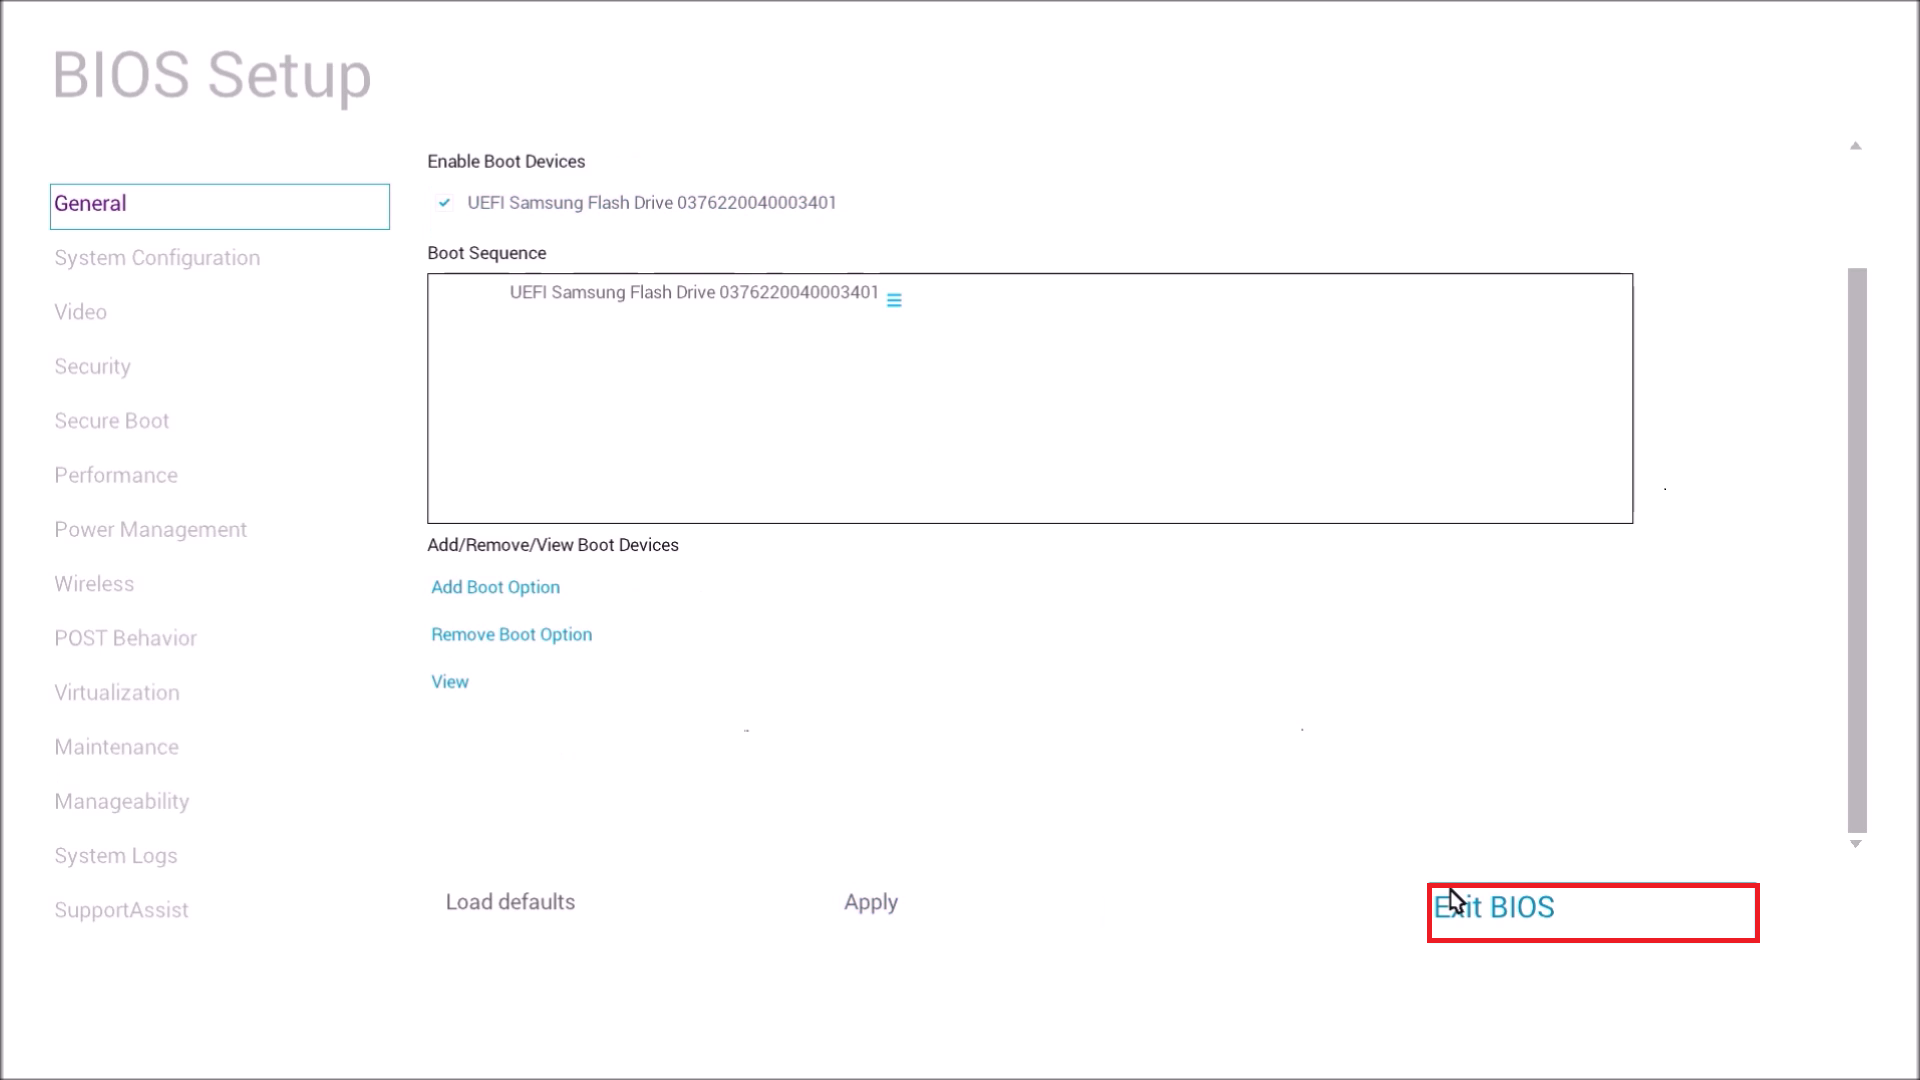 BIOS Setup
General
System Configuration
Video
Security
Secure Boot
Performance
Power Management
Wireless
POST Behavior
Virtualization
Maintenance
Manageability
System Logs
SupportAssist
Enable Boot Devices
UEFI Samsung Flash Drive 0376220040003401
Boot Sequence
UEFI Samsung Flash Drive 0376220040003401
Add/Remove/View Boot Devices
Add Boot Option
Remove Boot Option
View
Load defaults
Apply
Exit BIOS